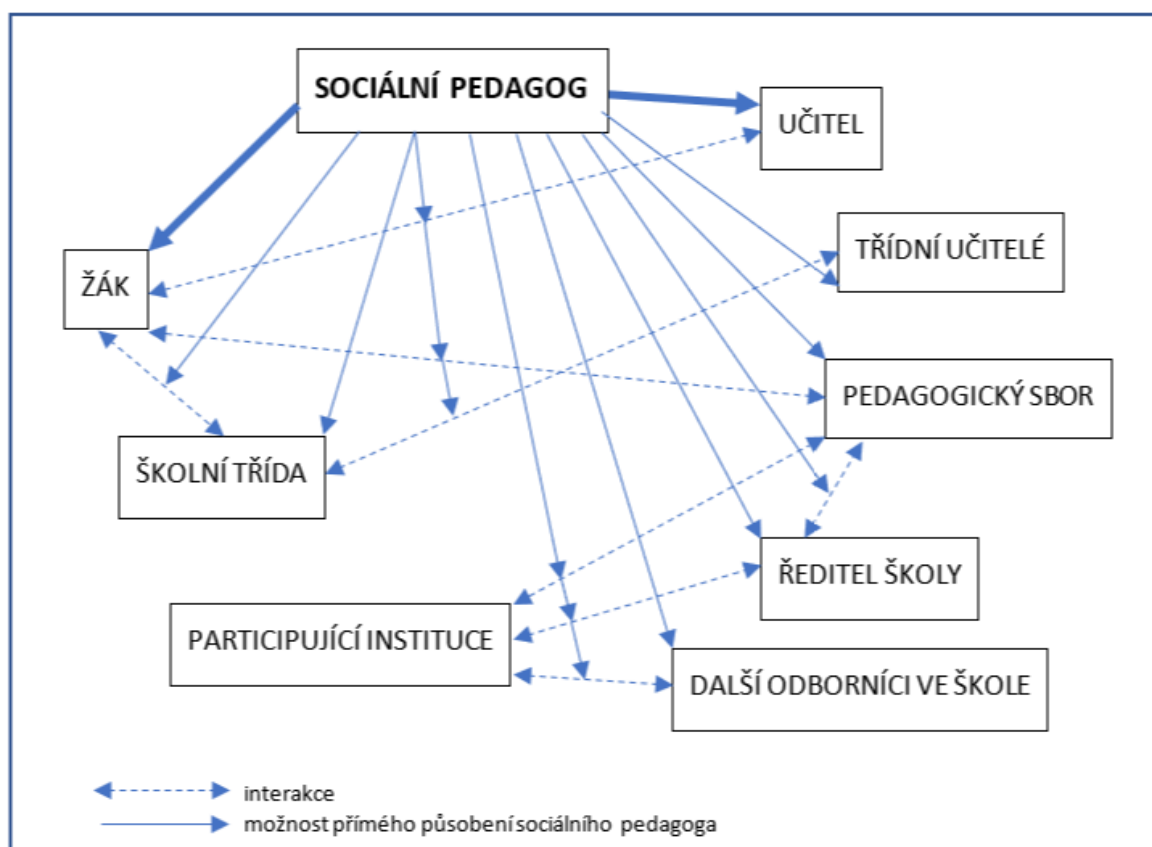 SOCIÁLNÍ PEDAGOG
UČITEL
TŘÍDNÍ UČITELÉ
ŽÁK
PEDAGOGICKÝ SBOR
ŠKOLNÍ TŘÍDA
ŘEDITEL ŠKOLY
PARTICIPUJÍCÍ INSTITUCE
DALŠÍ ODBORNÍCI VE ŠKOLE
interakce
možnost přímého působení sociálního pedagoga